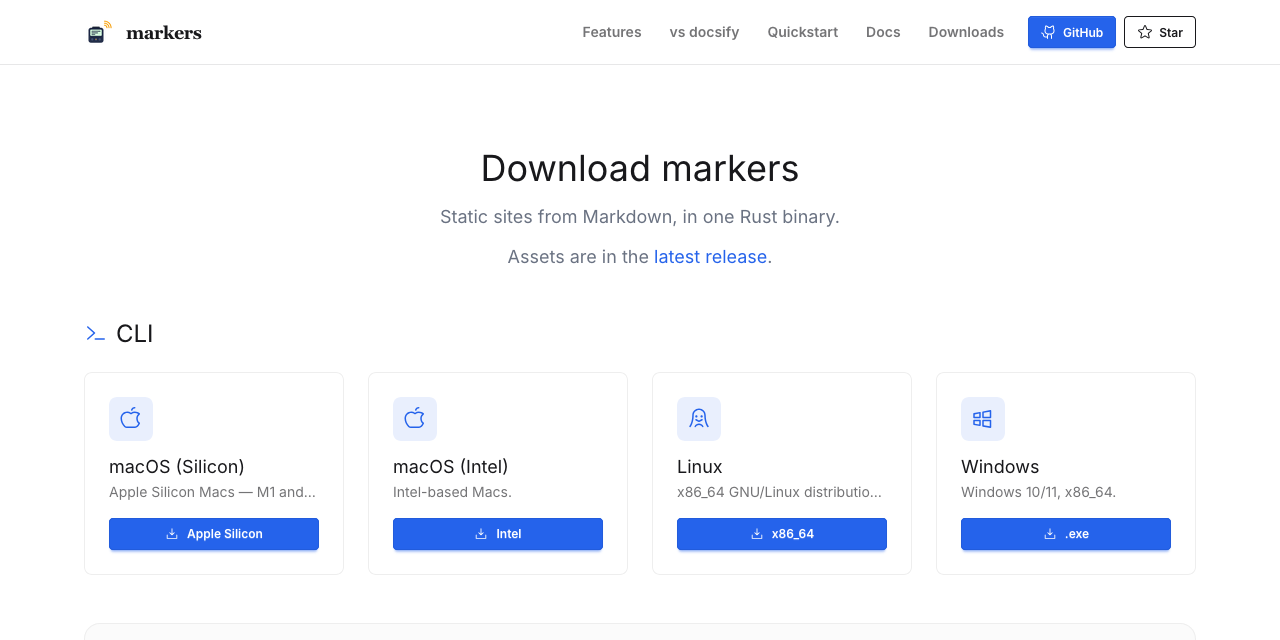 markers
Features
vs docsify
Quickstart
Docs
Downloads
GitHub
Star
Download markers
Static sites from Markdown, in one Rust binary.
Assets are in the latest release.
CLI
macOS (Silicon)
Apple Silicon Macs — M1 and...
Apple Silicon
macOS (Intel)
Intel-based Macs.
Intel
Linux
x86_64 GNU/Linux distributio...
x86_64
Windows
Windows 10/11, x86_64.
.exe